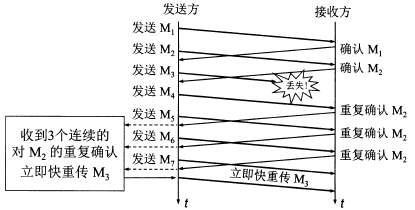 发送方
接收方
发送 M₁
发送 M₂
确认 M₁
发送 M₃
确认 M₂
丢失!
发送 M₄
发送 M₅
重复确认 M₂
收到3个连续的
对 M₂ 的重复确认
立即快重传 M₃
发送 M₆
重复确认 M₂
发送 M₇
重复确认 M₂
立即快重传 M₃
t
t